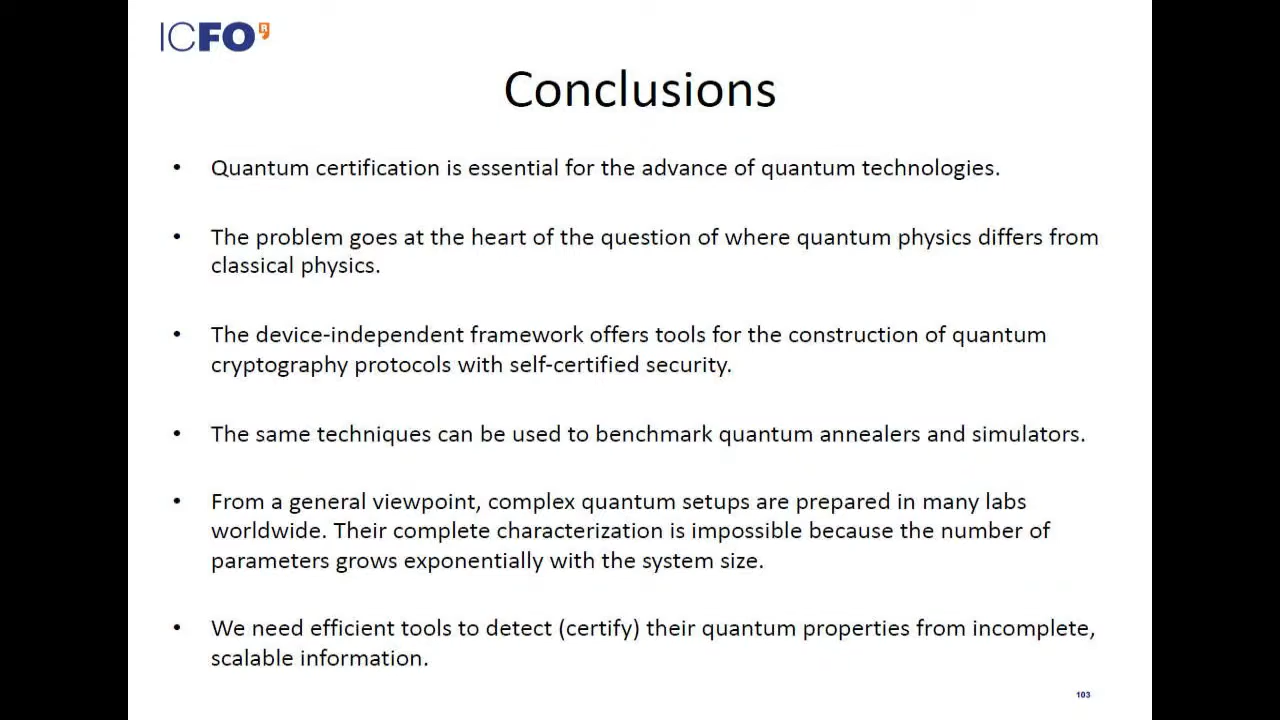 ICFO R
Conclusions
• Quantum certification is essential for the advance of quantum technologies.
• The problem goes at the heart of the question of where quantum physics differs from
classical physics.
• The device-independent framework offers tools for the construction of quantum
cryptography protocols with self-certified security.
• The same techniques can be used to benchmark quantum annealers and simulators.
• From a general viewpoint, complex quantum setups are prepared in many labs
worldwide. Their complete characterization is impossible because the number of
parameters grows exponentially with the system size.
• We need efficient tools to detect (certify) their quantum properties from incomplete,
scalable information.
103